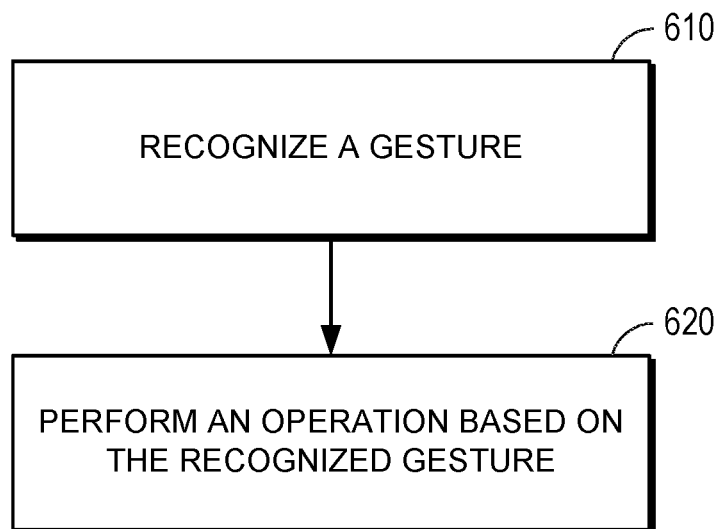 610
RECOGNIZE A GESTURE
620
PERFORM AN OPERATION BASED ON
THE RECOGNIZED GESTURE